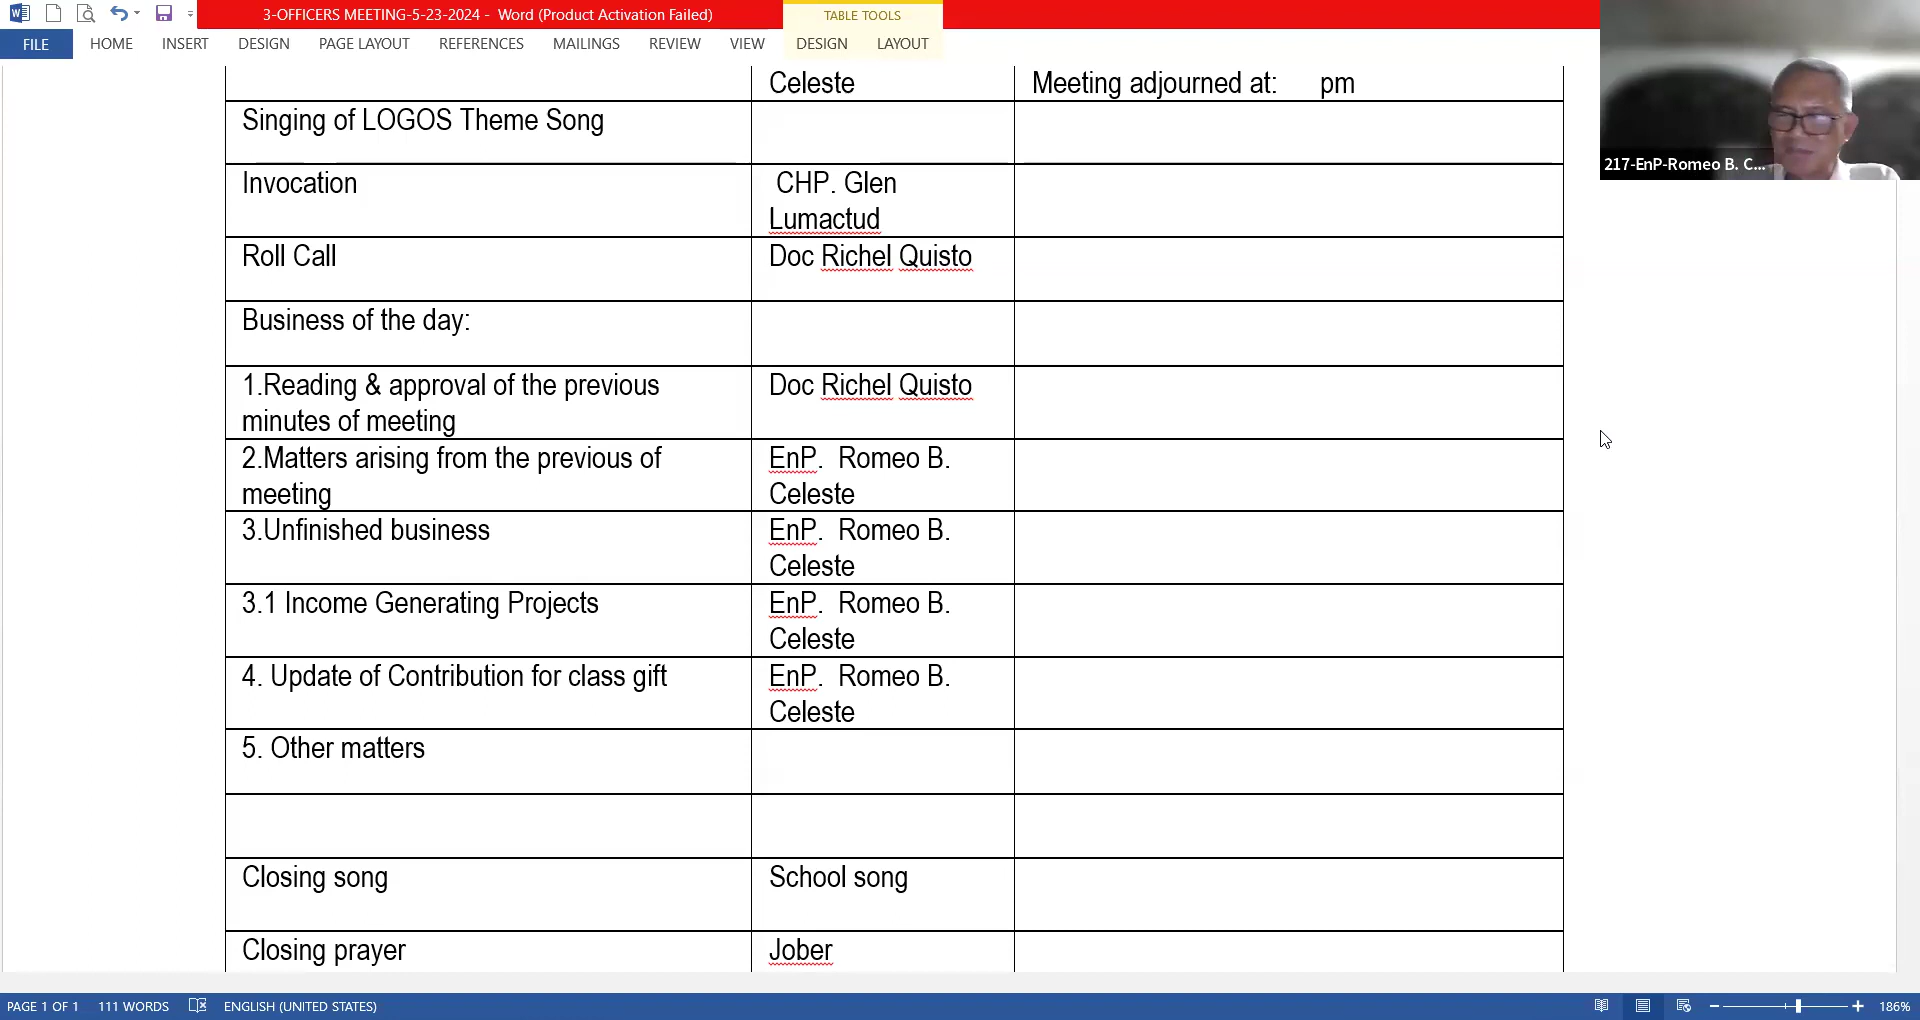 3-OFFICERS MEETING-5-23-2024 - Word (Product Activation Failed)
TABLE TOOLS
FILE HOME INSERT DESIGN PAGE LAYOUT REFERENCES MAILINGS REVIEW VIEW DESIGN LAYOUT
217-EnP-Romeo B. C...
Celeste Meeting adjourned at: pm
Singing of LOGOS Theme Song
Invocation CHP. Glen
Lumactud
Roll Call Doc Richel Quisto
Business of the day:
1.Reading & approval of the previous Doc Richel Quisto
minutes of meeting
2.Matters arising from the previous of EnP. Romeo B.
meeting Celeste
3.Unfinished business EnP. Romeo B.
Celeste
3.1 Income Generating Projects EnP. Romeo B.
Celeste
4. Update of Contribution for class gift EnP. Romeo B.
Celeste
5. Other matters
Closing song School song
Closing prayer Jober
PAGE 1 OF 1 111 WORDS ENGLISH (UNITED STATES) 186%